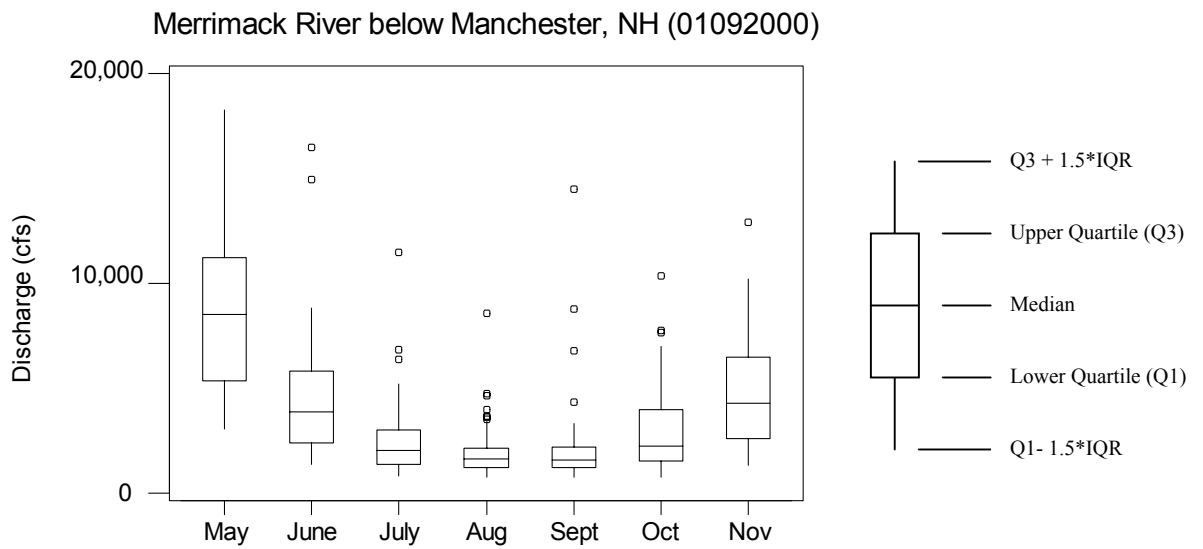 Merrimack River below Manchester, NH (01092000)
20,000
10,000
0
Discharge (cfs)
May June July Aug Sept Oct Nov
Q3 + 1.5*IQR
Upper Quartile (Q3)
Median
Lower Quartile (Q1)
Q1- 1.5*IQR